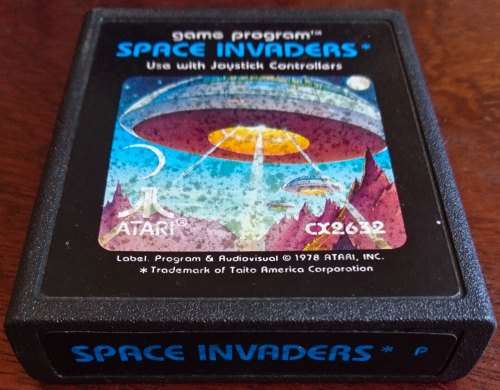 game program™
SPACE INVADERS*
Use with Joystick Controllers
ATARI®
CX2632
Label, Program & Audiovisual © 1978 ATARI, INC.
* Trademark of Taito America Corporation
SPACE INVADERS* P